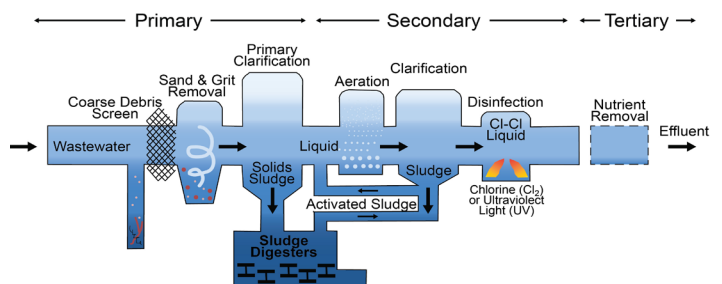 Primary
Secondary
Tertiary
Coarse Debris
Screen
Sand & Grit
Removal
Primary
Clarification
Aeration
Clarification
Disinfection
Nutrient
Removal
Effluent
Wastewater
Liquid
Cl-Cl
Liquid
Solids
Sludge
Sludge
Activated Sludge
Chlorine (Cl₂)
or Ultraviolect
Light (UV)
Sludge
Digesters